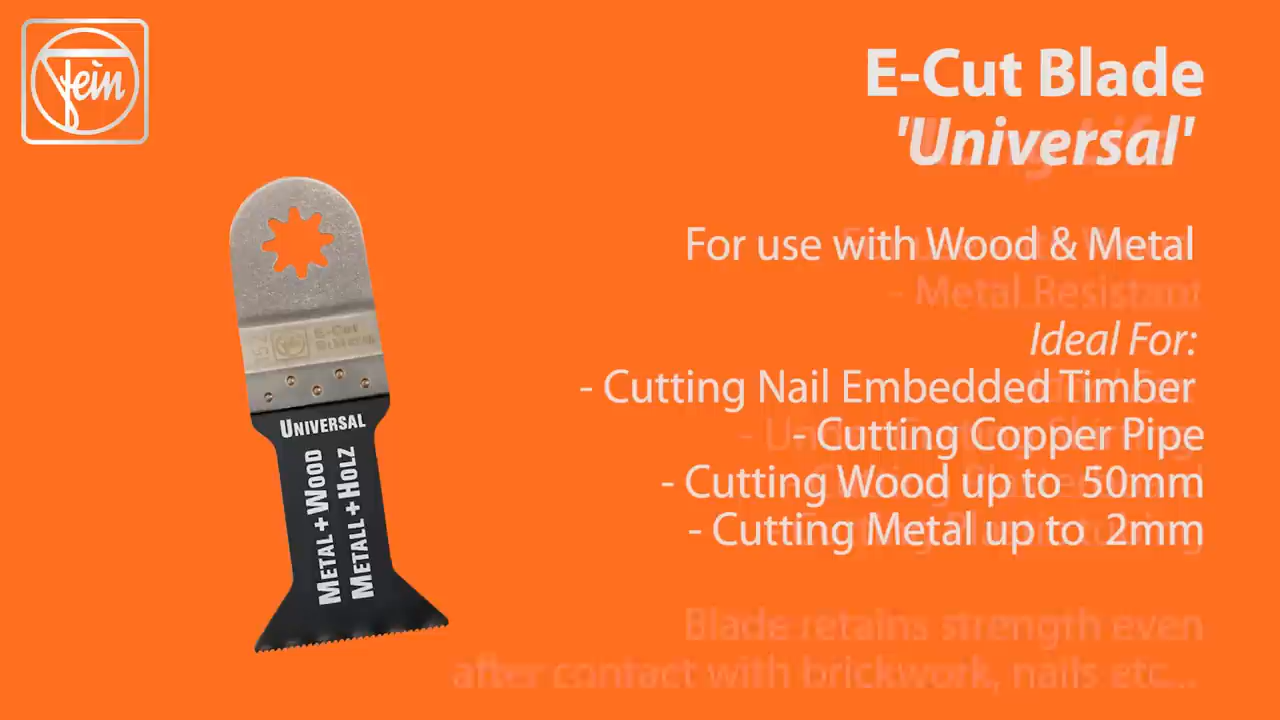 fein
E-Cut Blade
'Universal'
For use with Wood & Metal
- Metal Resistant
Ideal For:
- Cutting Nail Embedded Timber
- Cutting Copper Pipe
- Cutting Wood up to 50mm
- Cutting Metal up to 2mm
Blade retains strength even
after contact with brickwork, nails etc...
E-Cut
UNIVERSAL
METAL+WOOD
METALL+HOLZ